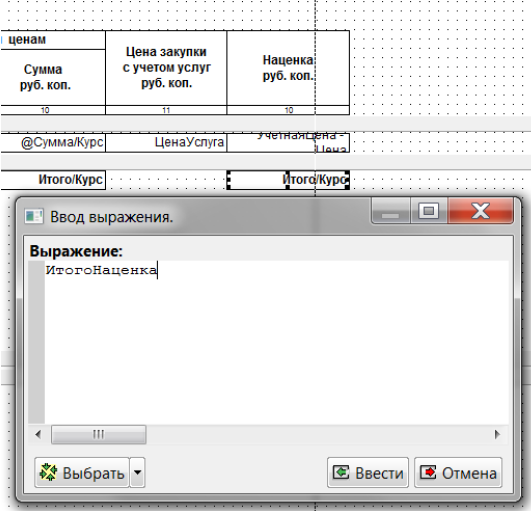 ценам
Цена закупки
с учетом услуг
руб. коп.
Сумма
руб. коп.
Наценка
руб. коп.
10
11
10
@Сумма/Курс
ЦенаУслуга
УчетнаяЦена -
Цена
Итого/Курс
Итого/Курс
Ввод выражения.
Выражение:
ИтогоНаценка
Выбрать
Ввести
Отмена